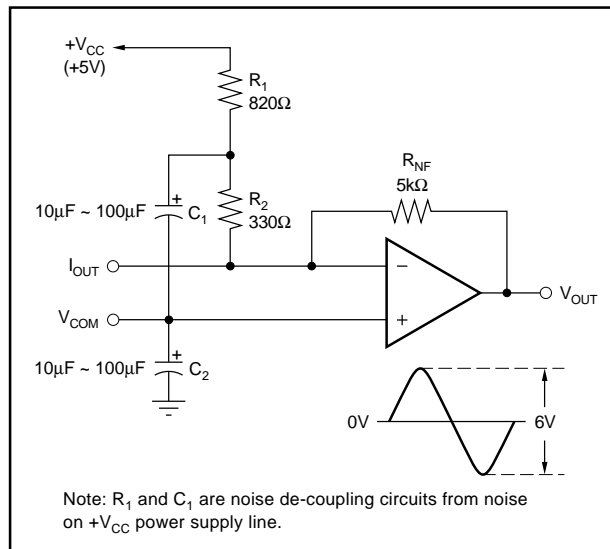 +V_CC
(+5V)
R_1
820Ω
R_NF
5kΩ
R_2
330Ω
10µF ~ 100µF
+
C_1
I_OUT
–
V_OUT
V_COM
+
10µF ~ 100µF
+
C_2
0V
6V
Note: R_1 and C_1 are noise de-coupling circuits from noise
on +V_CC power supply line.